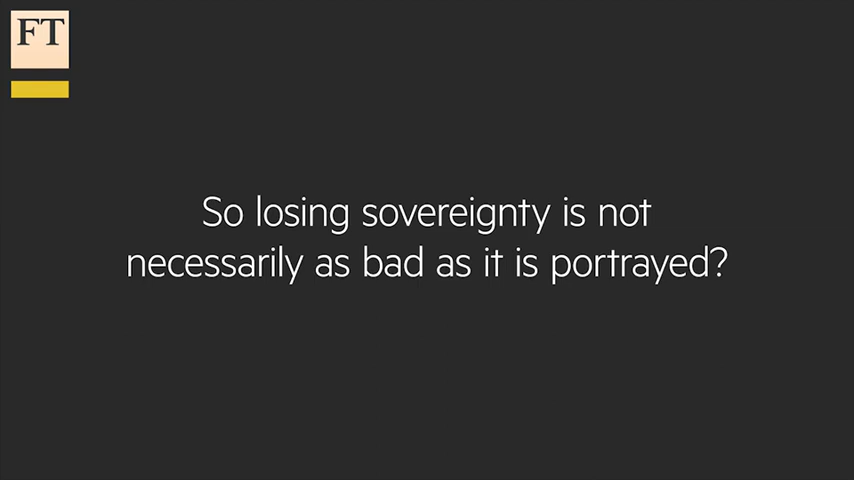 FT
So losing sovereignty is not
necessarily as bad as it is portrayed?